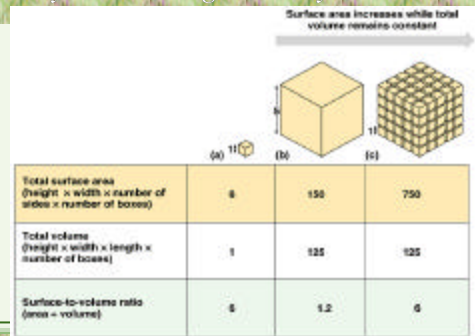 Surface area increases while total
volume remains constant
5
1
1
(a)
(b)
(c)
Total surface area
(height × width × number of
sides × number of boxes)
6
150
750
Total volume
(height × width × length ×
number of boxes)
1
125
125
Surface-to-volume ratio
(area ÷ volume)
6
1.2
6